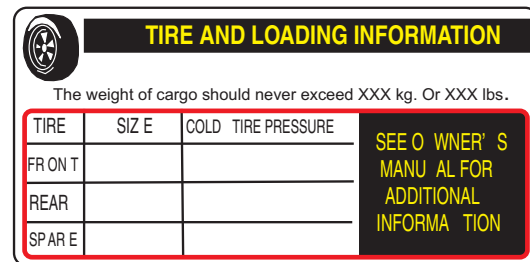 TIRE AND LOADING INFORMATION
The weight of cargo should never exceed XXX kg. Or XXX lbs.
TIRE SIZ E COLD TIRE PRESSURE
FR ON T
REAR
SP AR E
SEE O WNER' S
MANU AL FOR
ADDITIONAL
INFORMA TION